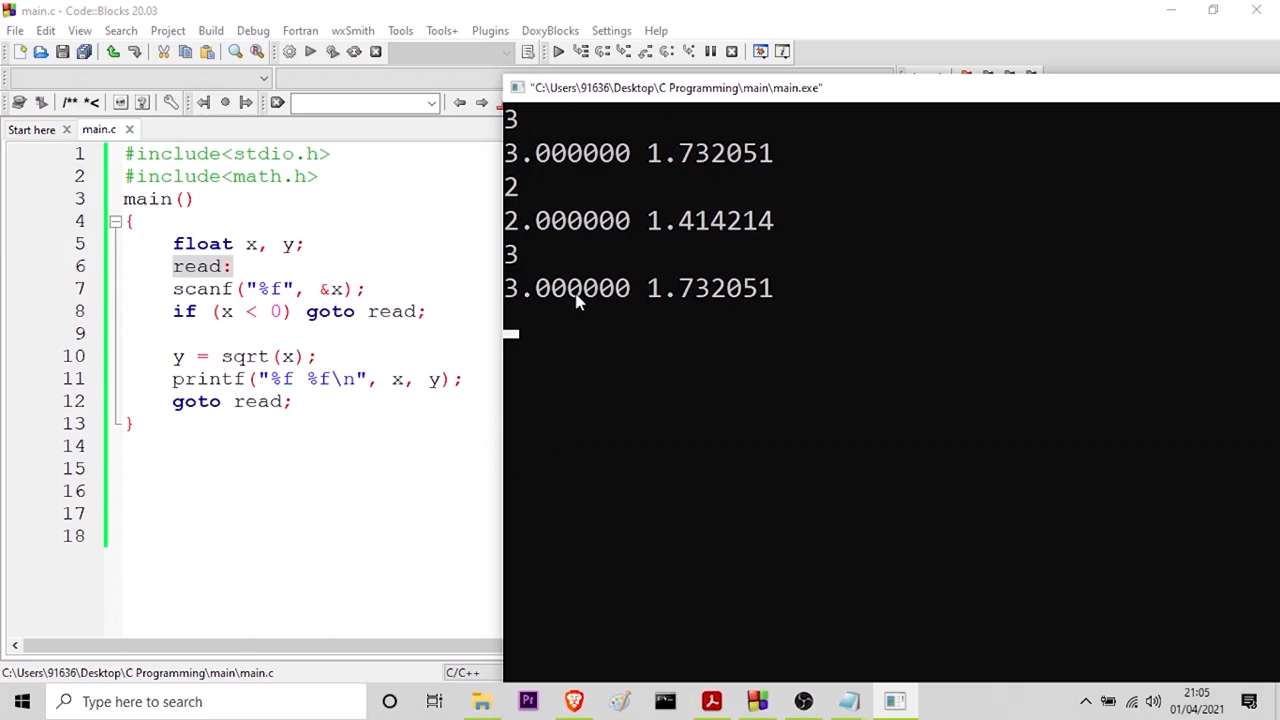 main.c - Code::Blocks 20.03
File Edit View Search Project Build Debug Fortran wxSmith Tools Tools+ Plugins DoxyBlocks Settings Help
/** *<
"C:\Users\91636\Desktop\C Programming\main\main.exe"
Start here main.c
1 #include<stdio.h>
2 #include<math.h>
3 main()
4 {
5 float x, y;
6 read:
7 scanf("%f", &x);
8 if (x < 0) goto read;
9
10 y = sqrt(x);
11 printf("%f %f\n", x, y);
12 goto read;
13 }
14
15
16
17
18
3
3.000000 1.732051
2
2.000000 1.414214
3
3.000000 1.732051
C:\Users\91636\Desktop\C Programming\main\main.c C/C++
Type here to search
Pr
21:05
01/04/2021